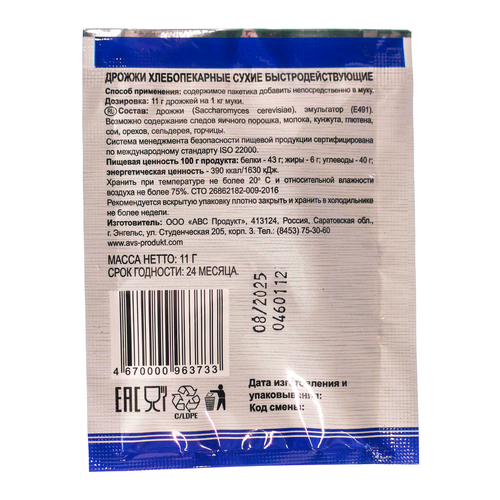 ДРОЖЖИ ХЛЕБОПЕКАРНЫЕ СУХИЕ БЫСТРОДЕЙСТВУЮЩИЕ
Способ применения: содержимое пакетика добавить непосредственно в муку.
Дозировка: 11 г дрожжей на 1 кг муки.
RU Состав: дрожжи (Saccharomyces cerevisiae), эмульгатор (E491).
Возможно содержание следов яичного порошка, молока, кунжута, глютена,
сои, орехов, сельдерея, горчицы.
Система менеджмента безопасности пищевой продукции сертифицирована
по международному стандарту ISO 22000.
Пищевая ценность 100 г продукта: белки - 43 г; жиры - 6 г; углеводы - 40 г;
энергетическая ценность - 390 ккал/1630 кДж.
Хранить при температуре не более 20° С и относительной влажности
воздуха не более 75%. СТО 26862182-009-2016
Рекомендуется вскрытую упаковку плотно закрыть и хранить в холодильнике
не более недели.
Изготовитель: ООО «АВС Продукт», 413124, Россия, Саратовская обл.,
г. Энгельс, ул. Студенческая 205, корп. 3. Тел.: (8453) 75-30-60
www.avs-produkt.com
МАССА НЕТТО: 11 Г
СРОК ГОДНОСТИ: 24 МЕСЯЦА.
08/2025
0460112
4 670000 963733
EAC
C/LDPE
Дата изготовления и
упаковывания:
Код смены: